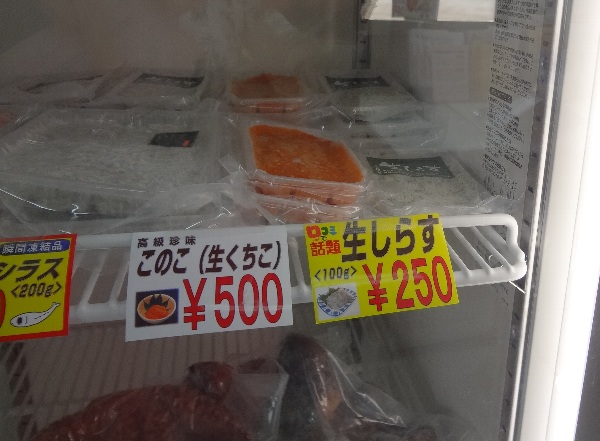 瞬間凍結品
シラス
<200g>
高級珍味
このこ（生くちこ）
¥500
口コミ
話題
生しらす
<100g>
¥250